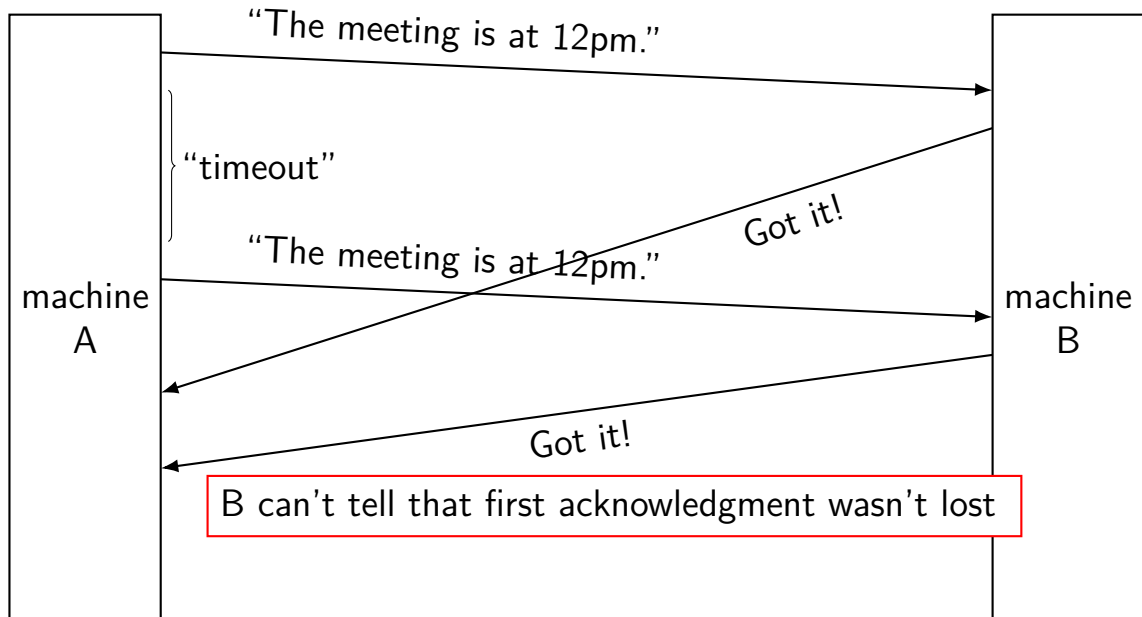 “The meeting is at 12pm.”
“timeout”
Got it!
“The meeting is at 12pm.”
machine
A
machine
B
Got it!
B can't tell that first acknowledgment wasn't lost